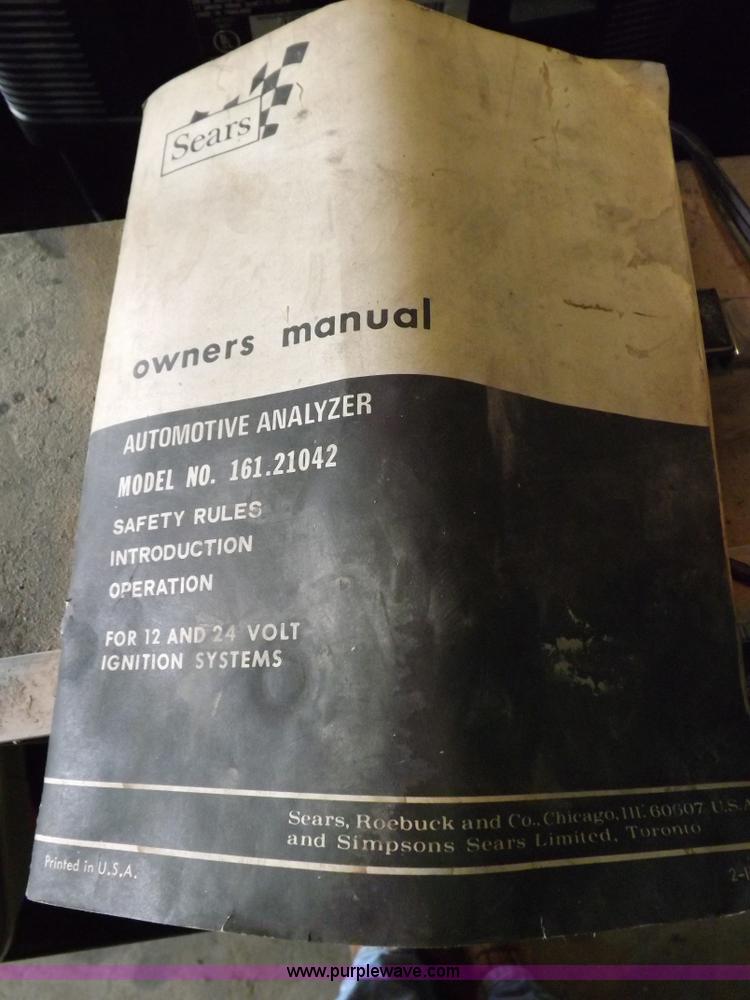 Sears
owners manual
AUTOMOTIVE ANALYZER
MODEL NO. 161.21042
SAFETY RULES
INTRODUCTION
OPERATION
FOR 12 AND 24 VOLT
IGNITION SYSTEMS
Sears, Roebuck and Co., Chicago, Ill. 60607 U.S.A
and Simpsons Sears Limited, Toronto
Printed in U.S.A.
www.purplewave.com